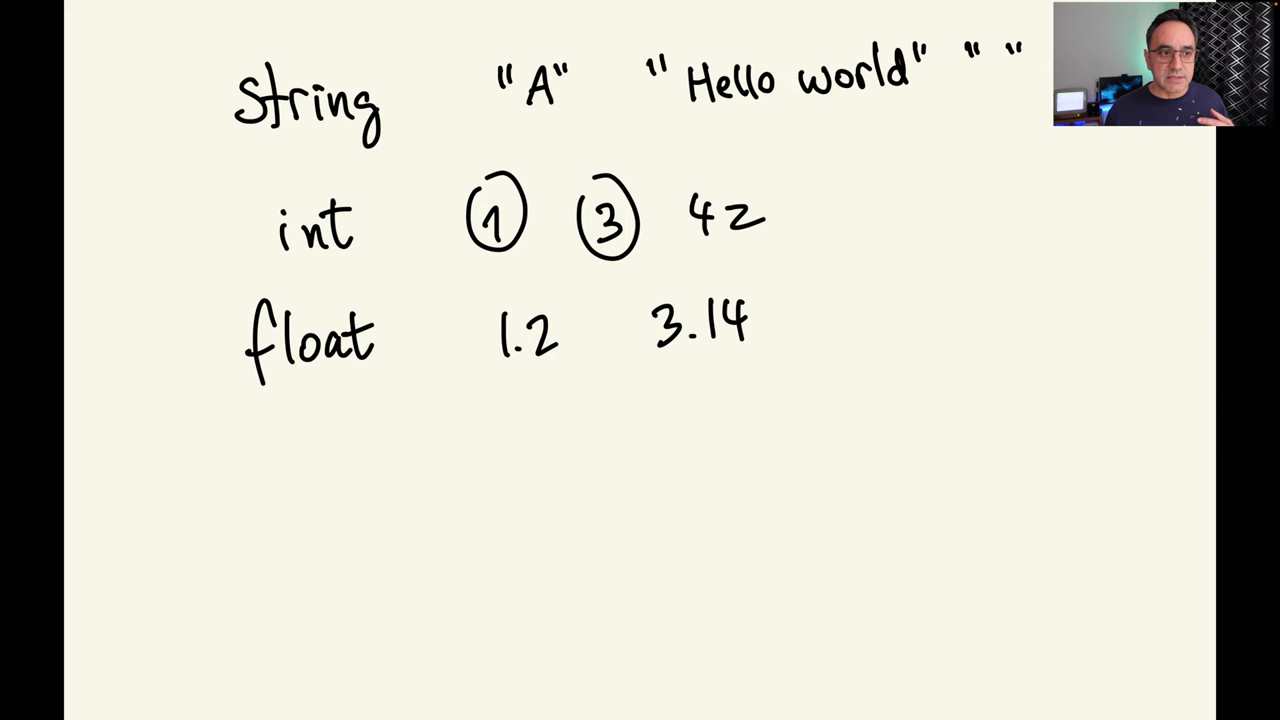 string "A" "Hello world" " "
int 1 3 42
float 1.2 3.14